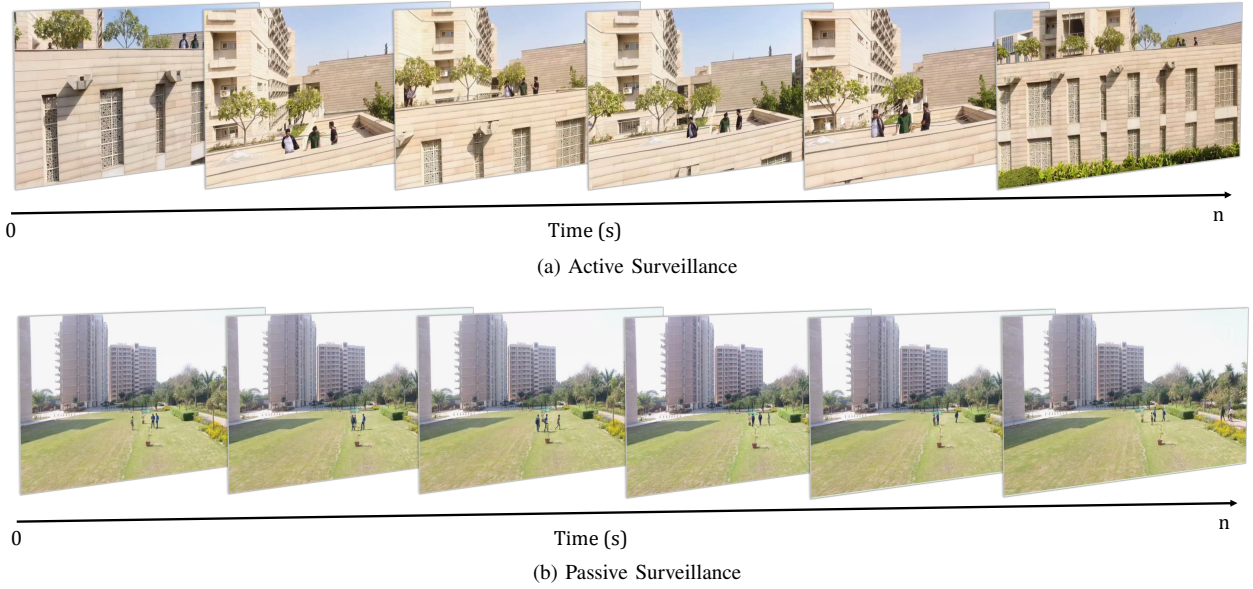 0
n
Time (s)
(a) Active Surveillance
0
n
Time (s)
(b) Passive Surveillance